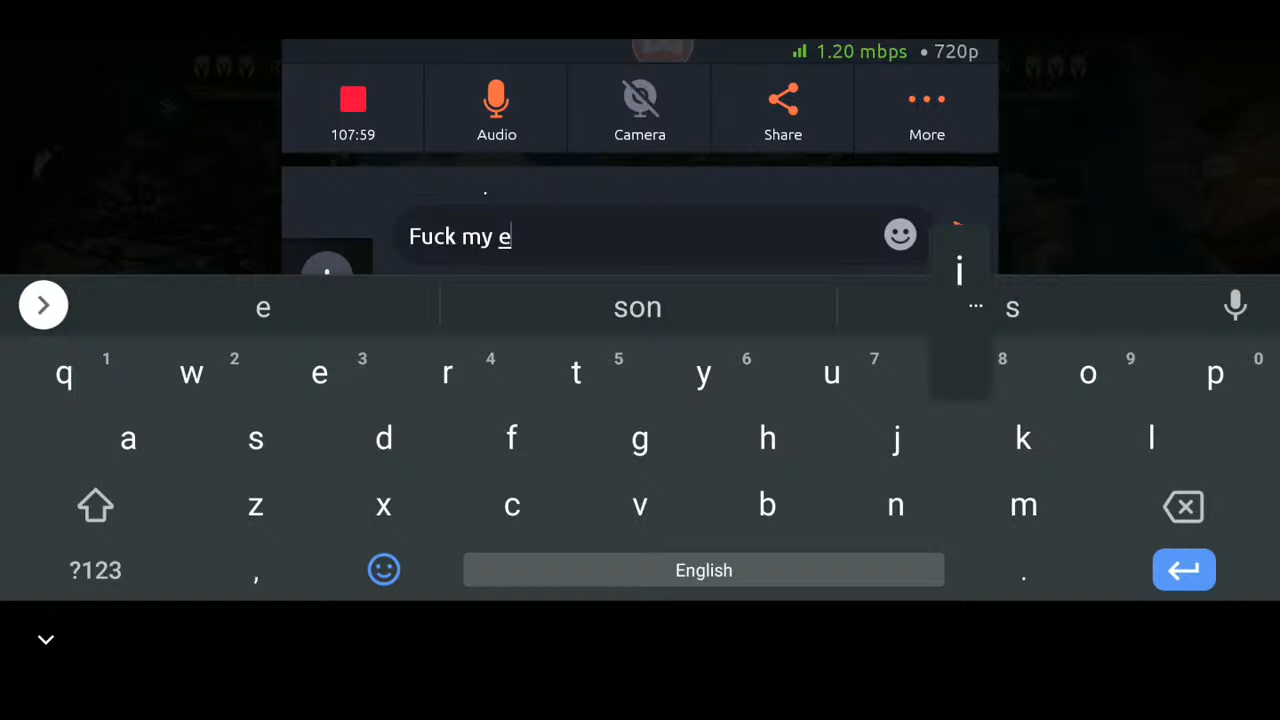 1.20 mbps • 720p
107:59
Audio
Camera
Share
More
Fuck my e
i
e
son
s
q 1 w 2 e 3 r 4 t 5 y 6 u 7 8 o 9 p 0
a s d f g h j k l
z x c v b n m
?123 , English .